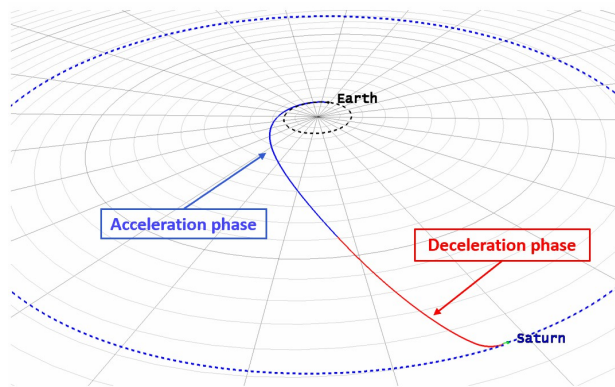 Earth
Acceleration phase
Deceleration phase
Saturn